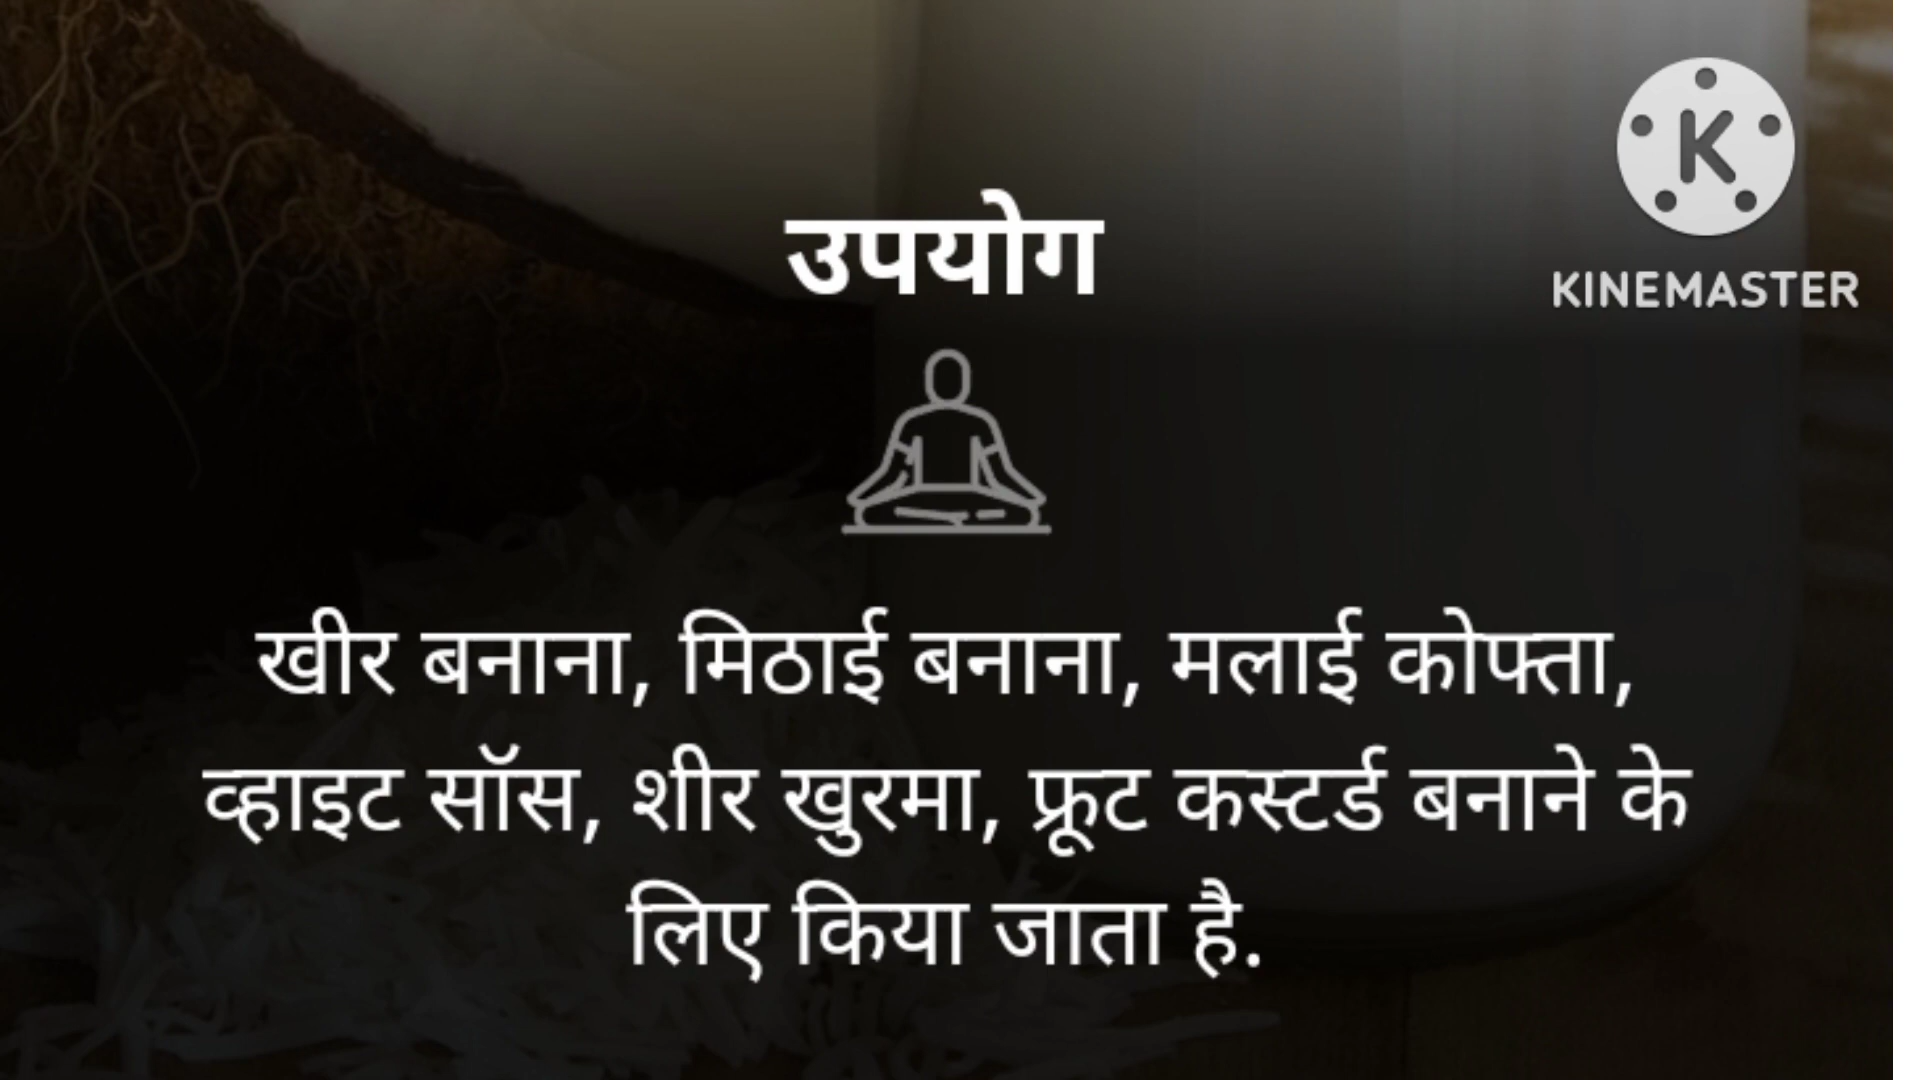 उपयोग
K
KINEMASTER
खीर बनाना, मिठाई बनाना, मलाई कोफ्ता,
व्हाइट सॉस, शीर खुरमा, फ्रूट कस्टर्ड बनाने के
लिए किया जाता है.